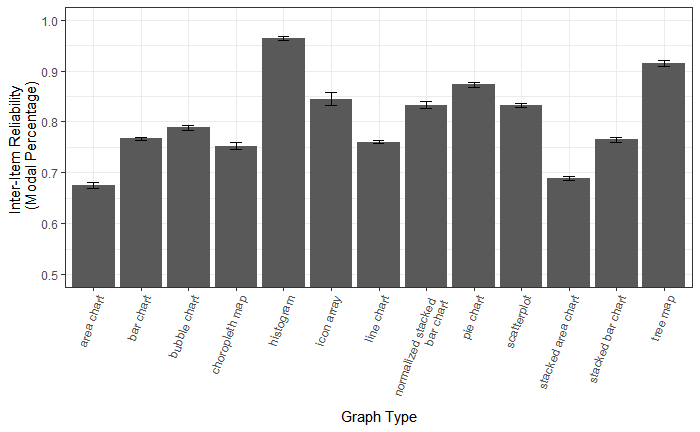 Inter-Item Reliability
(Modal Percentage)
1.0
0.9
0.8
0.7
0.6
0.5
area chart
bar chart
bubble chart
choropleth map
histogram
icon array
line chart
normalized stacked
bar chart
pie chart
scatterplot
stacked area chart
stacked bar chart
tree map
Graph Type